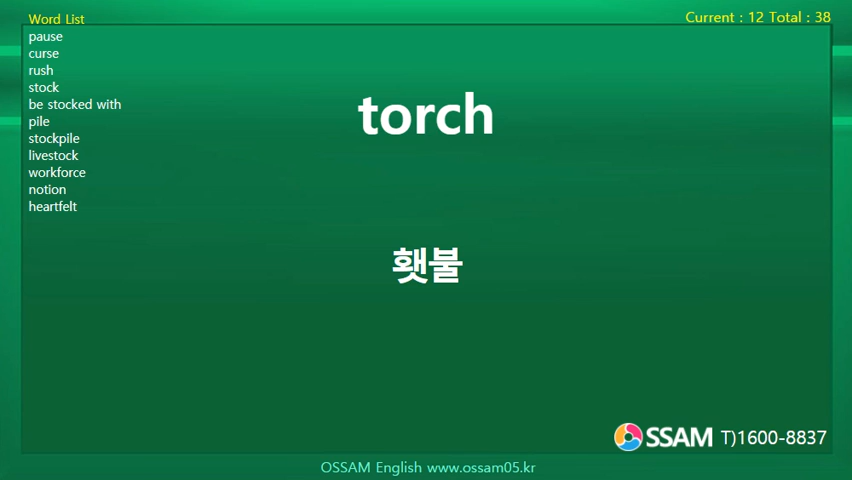 Word List
Current : 12 Total : 38
pause
curse
rush
stock
be stocked with
pile
stockpile
livestock
workforce
notion
heartfelt
torch
횃불
OSSAM T)1600-8837
OSSAM English www.ossam05.kr